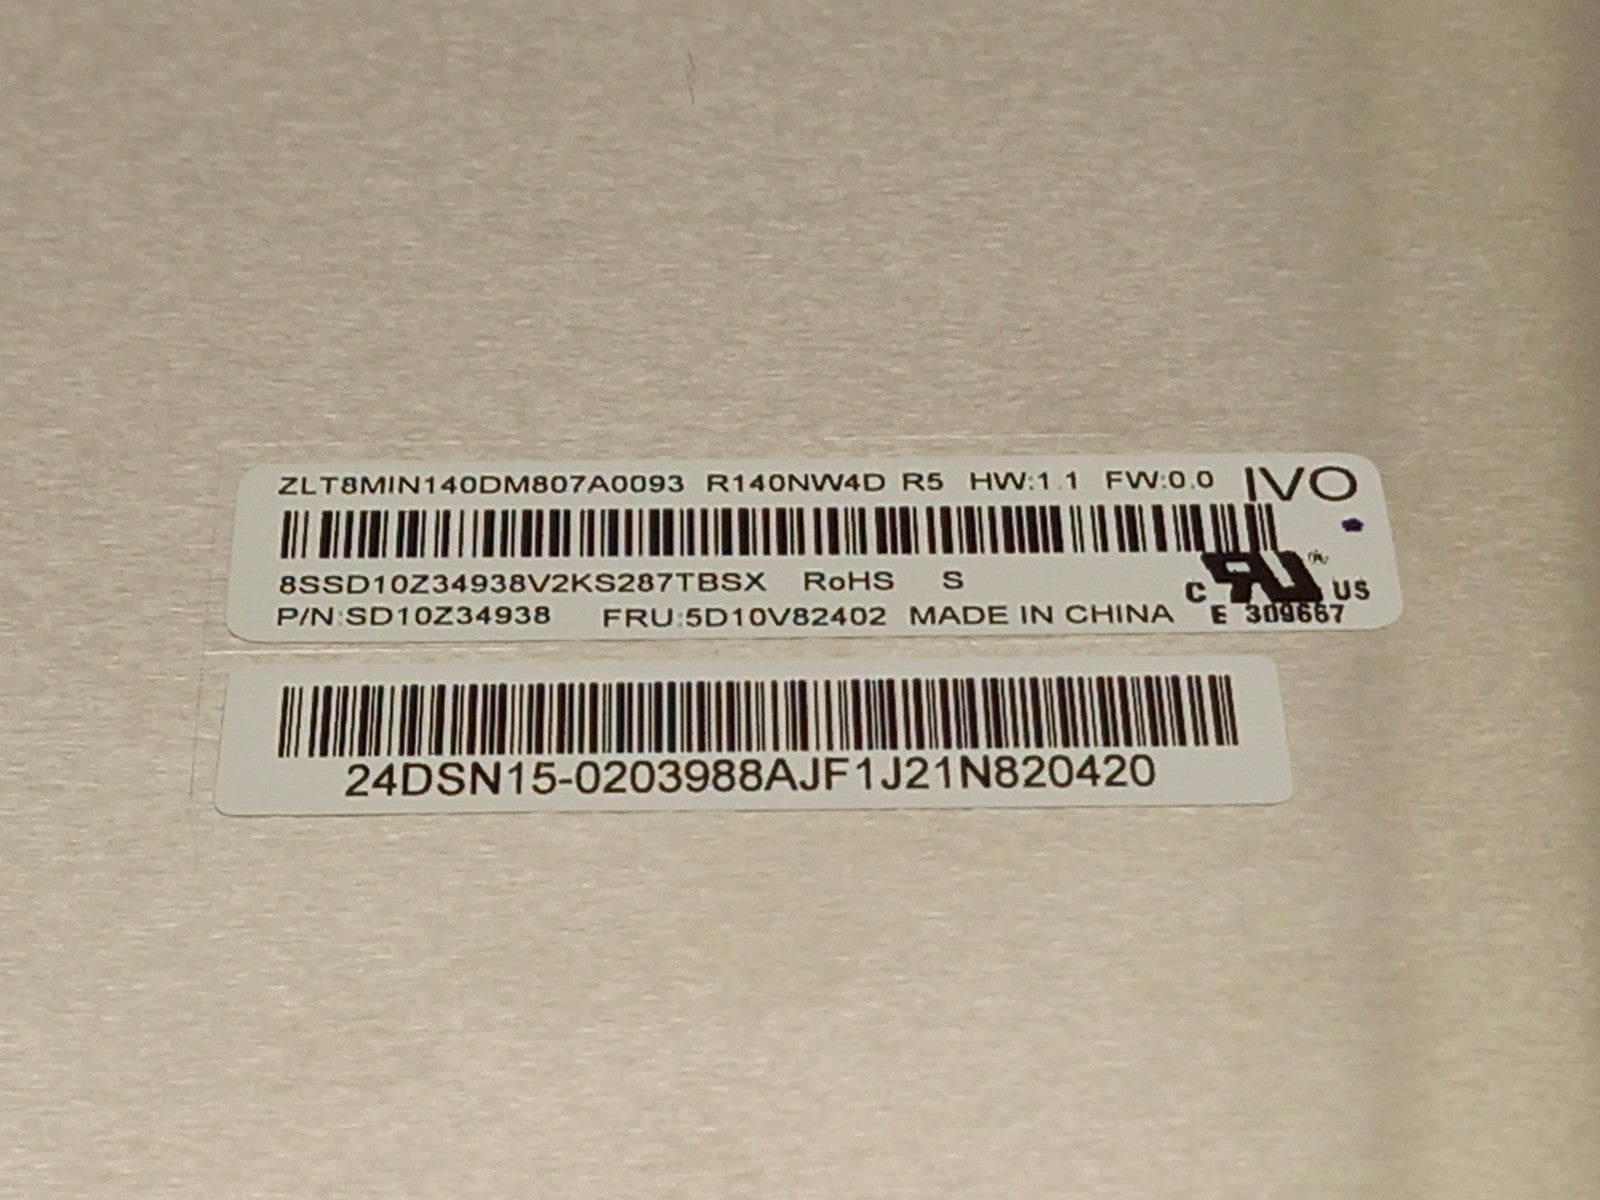 ZLT8MIN140DM807A0093 R140NW4D R5 HW:1.1 FW:0.0 IVO
8SSD10Z34938V2KS287TBSX RoHS S
P/N:SD10Z34938 FRU:5D10V82402 MADE IN CHINA
C RU US
E 309667
24DSN15-0203988AJF1J21N820420